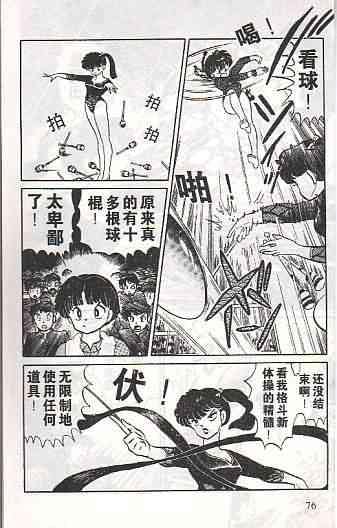 看球！
喝！
啪！
拍
拍
拍
原来真
的有十
多根球
棍！
太卑鄙
了！
还没结
束啊！
看我格斗新
体操的精髓！
伏！
无限制地
使用任何
道具！
76